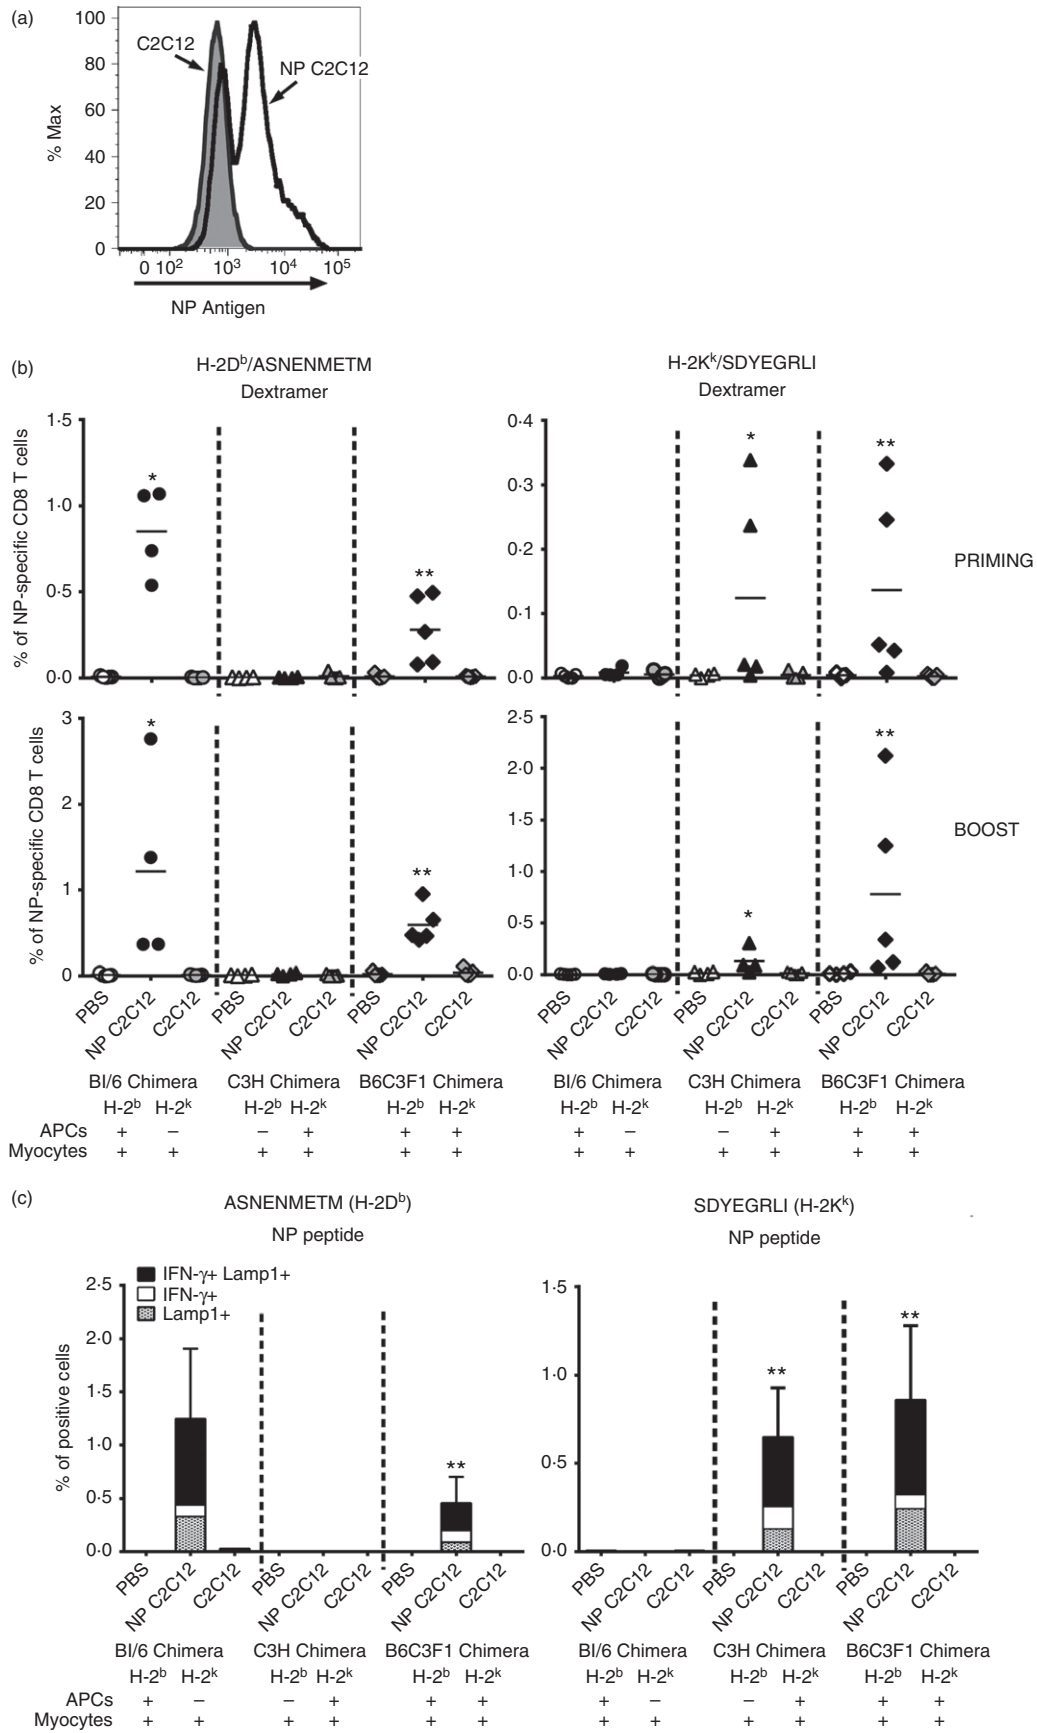 (a)
100
80
60
40
20
0
% Max
C2C12
NP C2C12
0 10² 10³ 10⁴ 10⁵
NP Antigen
(b)
H-2Dᵇ/ASNENMETM
Dextramer
H-2Kᵏ/SDYEGRLI
Dextramer
% of NP-specific CD8 T cells
1·5
1·0
0·5
0·0
* **
0·4
0·3
0·2
0·1
0·0
* **
PRIMING
% of NP-specific CD8 T cells
3
2
1
0
* **
2·5
2·0
1·5
1·0
0·5
0·0
* **
BOOST
PBS NP C2C12 C2C12 PBS NP C2C12 C2C12 PBS NP C2C12 C2C12
PBS NP C2C12 C2C12 PBS NP C2C12 C2C12 PBS NP C2C12 C2C12
BI/6 Chimera C3H Chimera B6C3F1 Chimera BI/6 Chimera C3H Chimera B6C3F1 Chimera
H-2ᵇ H-2ᵏ H-2ᵇ H-2ᵏ H-2ᵇ H-2ᵏ H-2ᵇ H-2ᵏ H-2ᵇ H-2ᵏ H-2ᵇ H-2ᵏ
APCs + − − + + + + − − + + +
Myocytes + + + + + + + + + + + +
(c)
ASNENMETM (H-2Dᵇ)
NP peptide
SDYEGRLI (H-2Kᵏ)
NP peptide
IFN-γ+ Lamp1+
IFN-γ+
Lamp1+
% of positive cells
2·5
2·0
1·5
1·0
0·5
0·0
**
1·5
1·0
0·5
0·0
** **
PBS NP C2C12 C2C12 PBS NP C2C12 C2C12 PBS NP C2C12 C2C12
PBS NP C2C12 C2C12 PBS NP C2C12 C2C12 PBS NP C2C12 C2C12
BI/6 Chimera C3H Chimera B6C3F1 Chimera BI/6 Chimera C3H Chimera B6C3F1 Chimera
H-2ᵇ H-2ᵏ H-2ᵇ H-2ᵏ H-2ᵇ H-2ᵏ H-2ᵇ H-2ᵏ H-2ᵇ H-2ᵏ H-2ᵇ H-2ᵏ
APCs + − − + + + + − − + + +
Myocytes + + + + + + + + + + + +